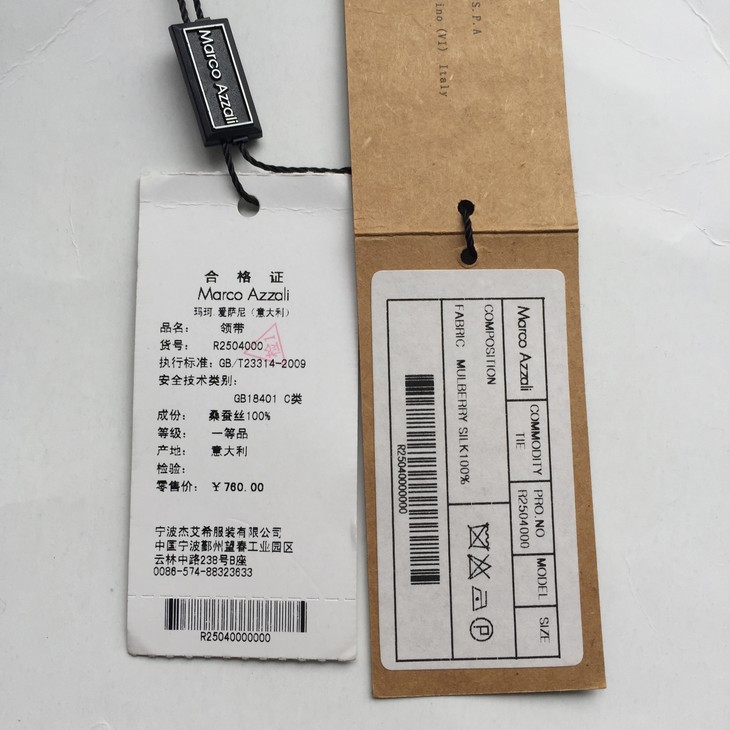 Marco Azzali
S.P.A
ino (VI) Italy
合格证
Marco Azzali
玛珂 爱萨尼（意大利）
品名： 领带
货号： R2504000
执行标准：GB/T23314-2009
安全技术类别：
GB18401 C类
成份： 桑蚕丝100%
等级： 一等品
产地： 意大利
检验：
零售价： ￥760.00
宁波杰艾希服装有限公司
中国宁波鄞州望春工业园区
云林中路238号B座
0086-574-88323633
R25040000000
Marco Azzali
COMMODITY
TIE
PRO.NO
R2504000
MODEL
SIZE
COMPOSITION
FABRIC MULBERRY SILK100%
R25040000000